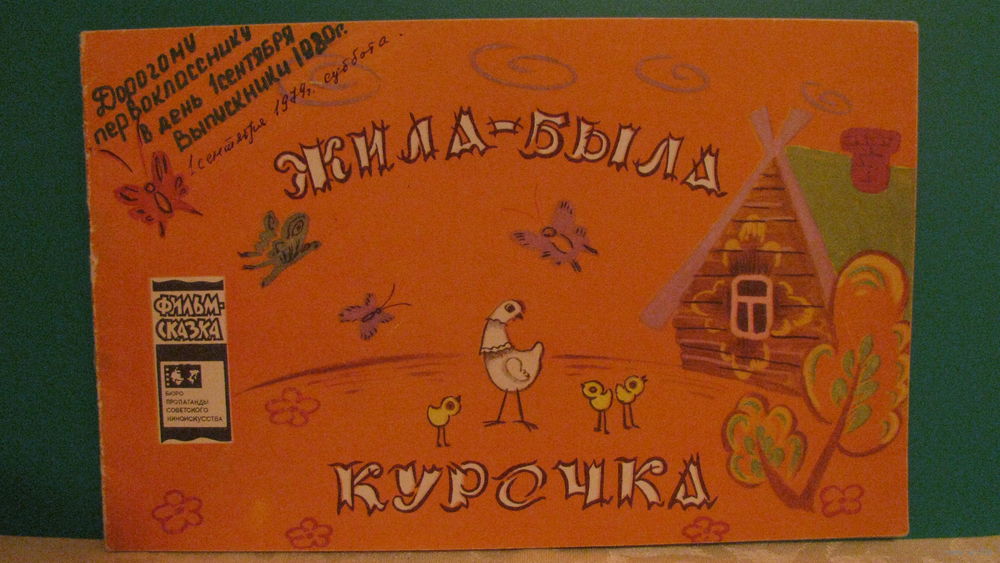 Дорогому
первокласснику
в день 1 сентября
Выпускники 1980г.
1 сентября 1979г. суббота.
ЖИЛА-БЫЛА
ФИЛЬМ-
СКАЗКА
БЮРО
ПРОПАГАНДЫ
СОВЕТСКОГО
КИНОИСКУССТВА
КУРОЧКА